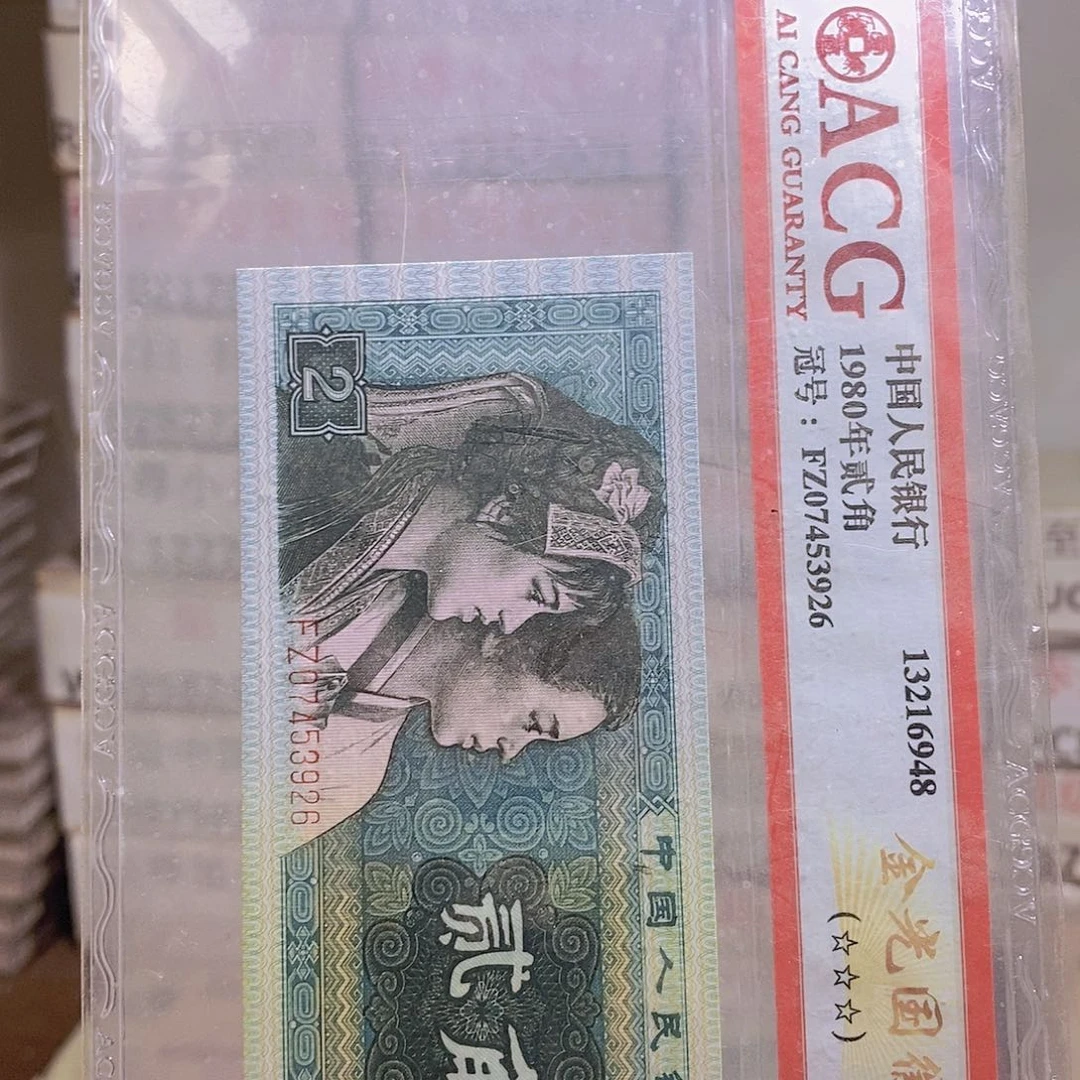 ACG
AI CANG GUARANTY
中国人民银行
1980年贰角
冠号：FZ07453926
13216948
金光国徽
(☆☆☆)
2
FZ07453926
中国人民
贰角